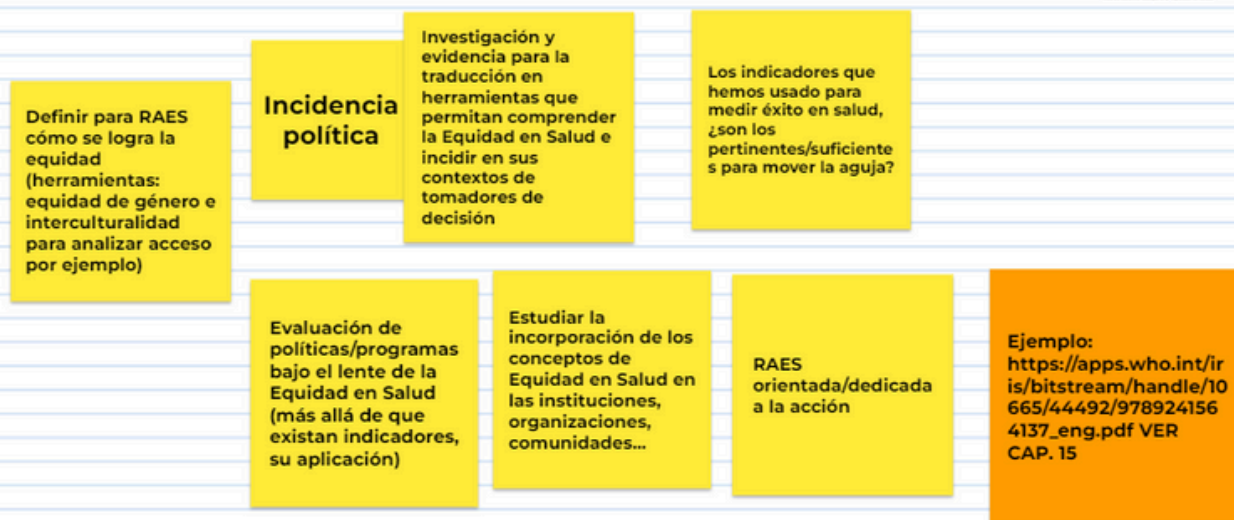 Definir para RAES
cómo se logra la
equidad
(herramientas:
equidad de género e
interculturalidad
para analizar acceso
por ejemplo)
Incidencia
política
Investigación y
evidencia para la
traducción en
herramientas que
permitan comprender
la Equidad en Salud e
incidir en sus
contextos de
tomadores de
decisión
Los indicadores que
hemos usado para
medir éxito en salud,
¿son los
pertinentes/suficiente
s para mover la aguja?
Evaluación de
políticas/programas
bajo el lente de la
Equidad en Salud
(más allá de que
existan indicadores,
su aplicación)
Estudiar la
incorporación de los
conceptos de
Equidad en Salud en
las instituciones,
organizaciones,
comunidades...
RAES
orientada/dedicada
a la acción
Ejemplo:
https://apps.who.int/ir
is/bitstream/handle/10
665/44492/978924156
4137_eng.pdf VER
CAP. 15